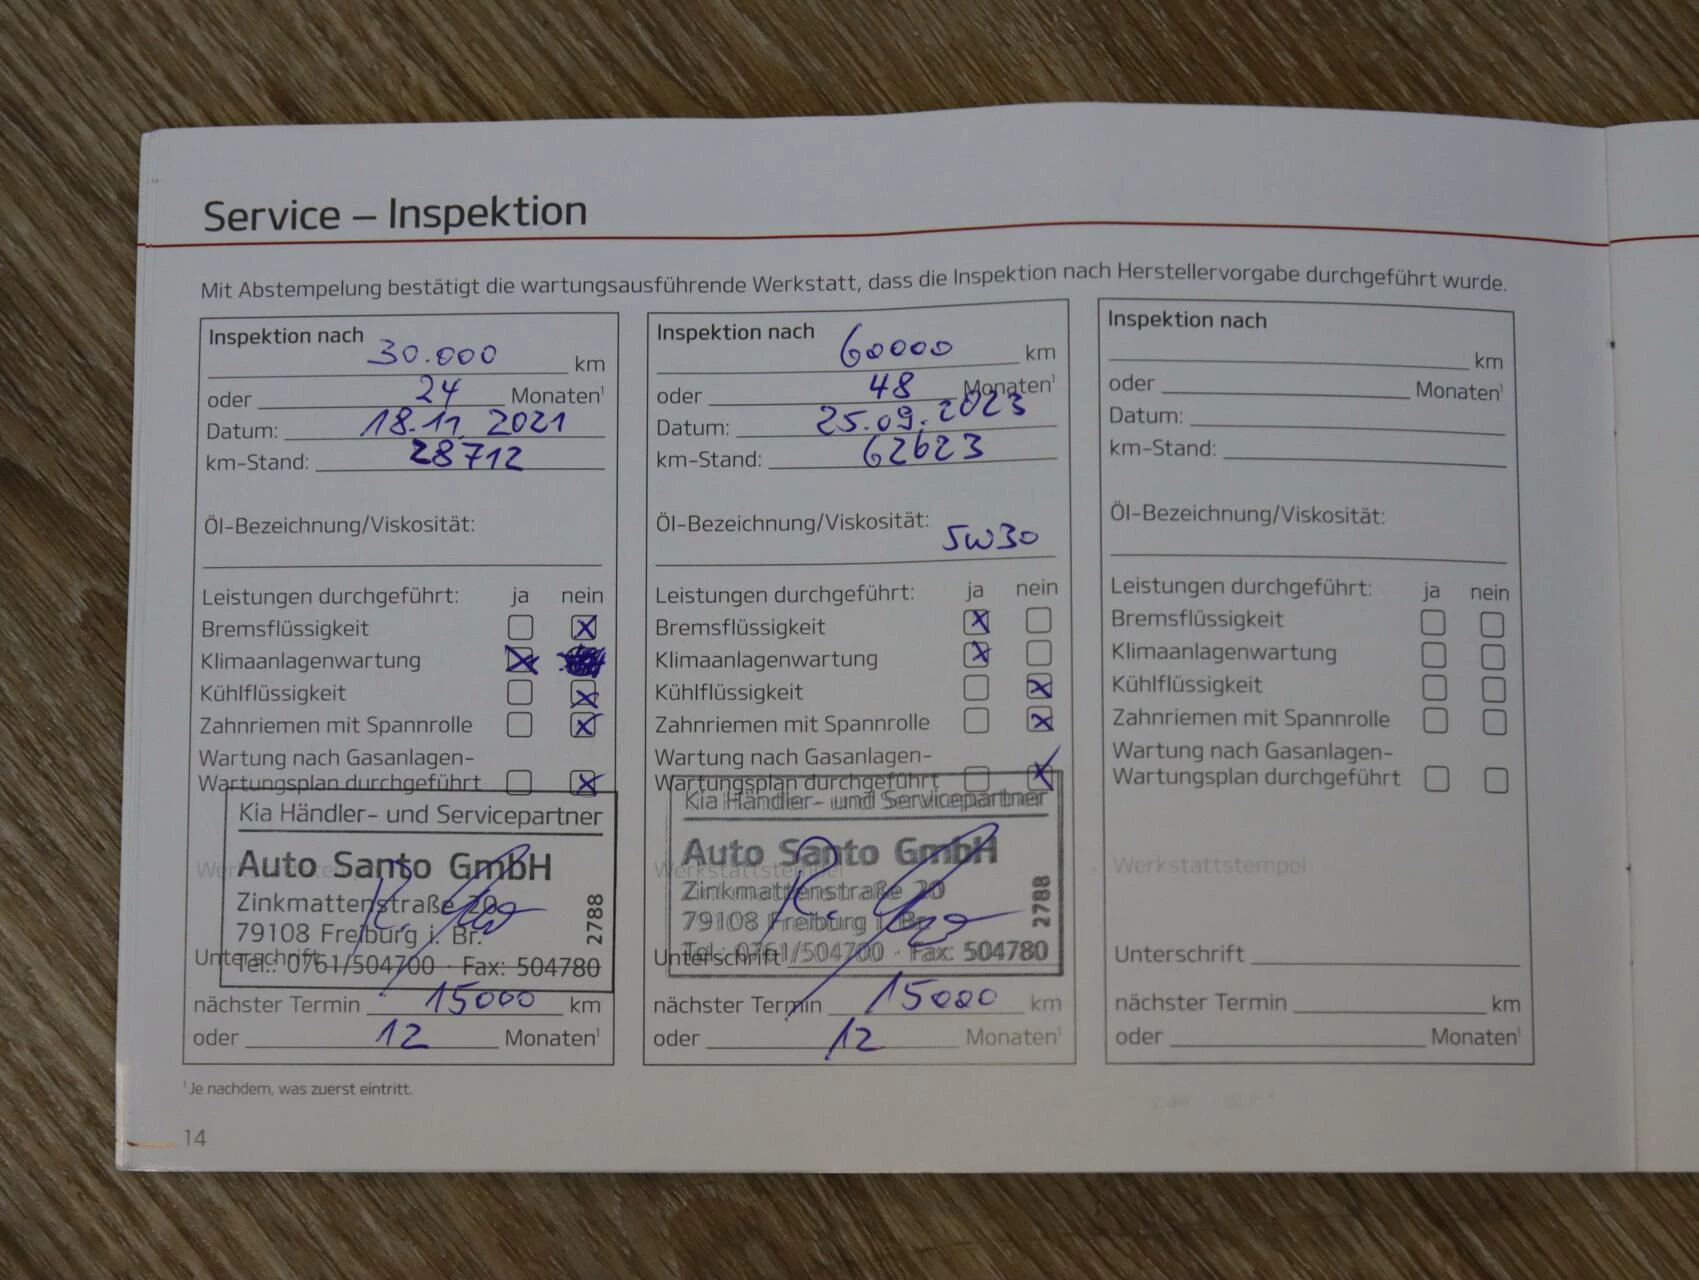 Service – Inspektion
Mit Abstempelung bestätigt die wartungsausführende Werkstatt, dass die Inspektion nach Herstellervorgabe durchgeführt wurde.
Inspektion nach 30.000 km
oder 24 Monaten¹
Datum: 18.11.2021
km-Stand: 28712
Öl-Bezeichnung/Viskosität:
Leistungen durchgeführt: ja nein
Bremsflüssigkeit X
Klimaanlagenwartung X
Kühlflüssigkeit X
Zahnriemen mit Spannrolle X
Wartung nach Gasanlagen-
Wartungsplan durchgeführt X
Kia Händler- und Servicepartner
Auto Santo GmbH
Zinkmattenstraße 20
79108 Freiburg i. Br.
2788
Unterschrift
Tel.: 0761/504700 · Fax: 504780
nächster Termin 15000 km
oder 12 Monaten¹
Inspektion nach 60000 km
oder 48 Monaten¹
Datum: 25.09.2023
km-Stand: 62623
Öl-Bezeichnung/Viskosität:
5W30
Leistungen durchgeführt: ja nein
Bremsflüssigkeit X
Klimaanlagenwartung X
Kühlflüssigkeit X
Zahnriemen mit Spannrolle X
Wartung nach Gasanlagen-
Wartungsplan durchgeführt X
Kia Händler- und Servicepartner
Auto Santo GmbH
Werkstattstempel
Zinkmattenstraße 20
79108 Freiburg i. Br.
2788
Unterschrift
Tel.: 0761/504700 · Fax: 504780
nächster Termin 15000 km
oder 12 Monaten¹
Inspektion nach
km
oder Monaten¹
Datum:
km-Stand:
Öl-Bezeichnung/Viskosität:
Leistungen durchgeführt: ja nein
Bremsflüssigkeit
Klimaanlagenwartung
Kühlflüssigkeit
Zahnriemen mit Spannrolle
Wartung nach Gasanlagen-
Wartungsplan durchgeführt
Werkstattstempel
Unterschrift
nächster Termin km
oder Monaten¹
¹ Je nachdem, was zuerst eintritt.
14